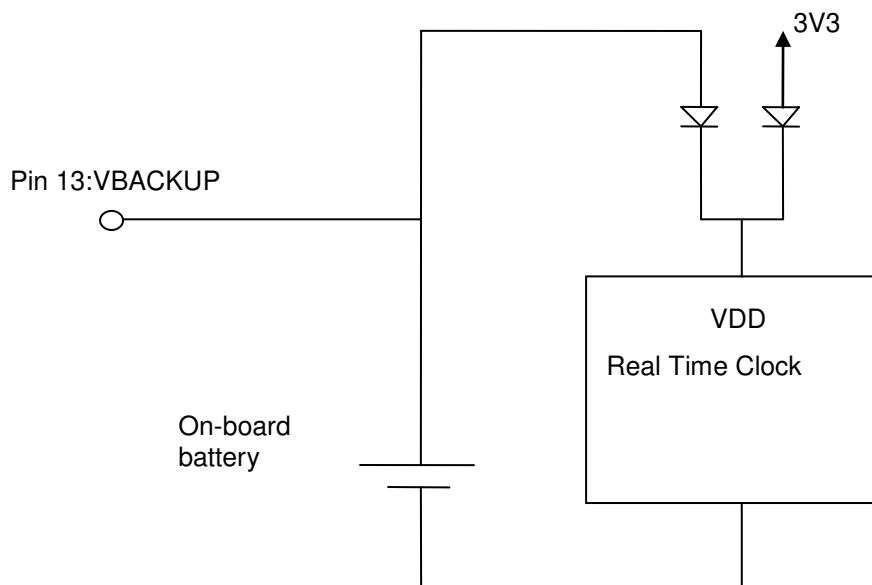 3V3
Pin 13:VBACKUP
VDD
Real Time Clock
On-board
battery